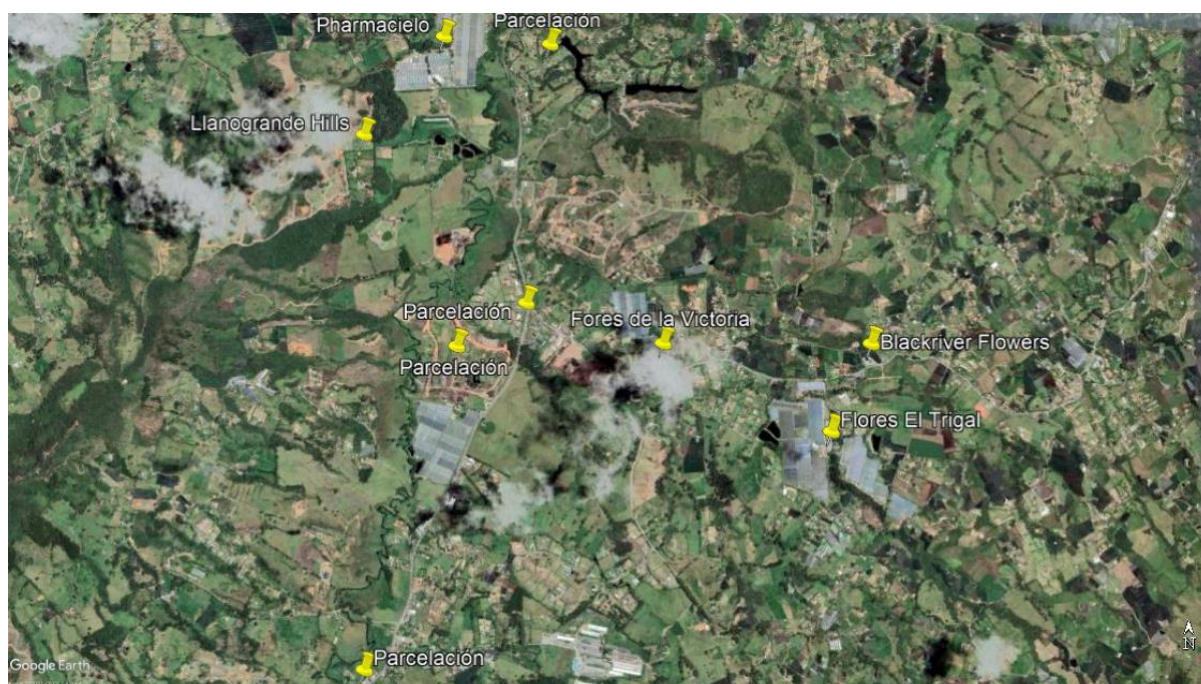 Pharmacielo
Parcelación
Llanogrande Hills
Parcelación
Fores de la Victoria
Blackriver Flowers
Parcelación
Flores El Trigal
Parcelación
Google Earth
N